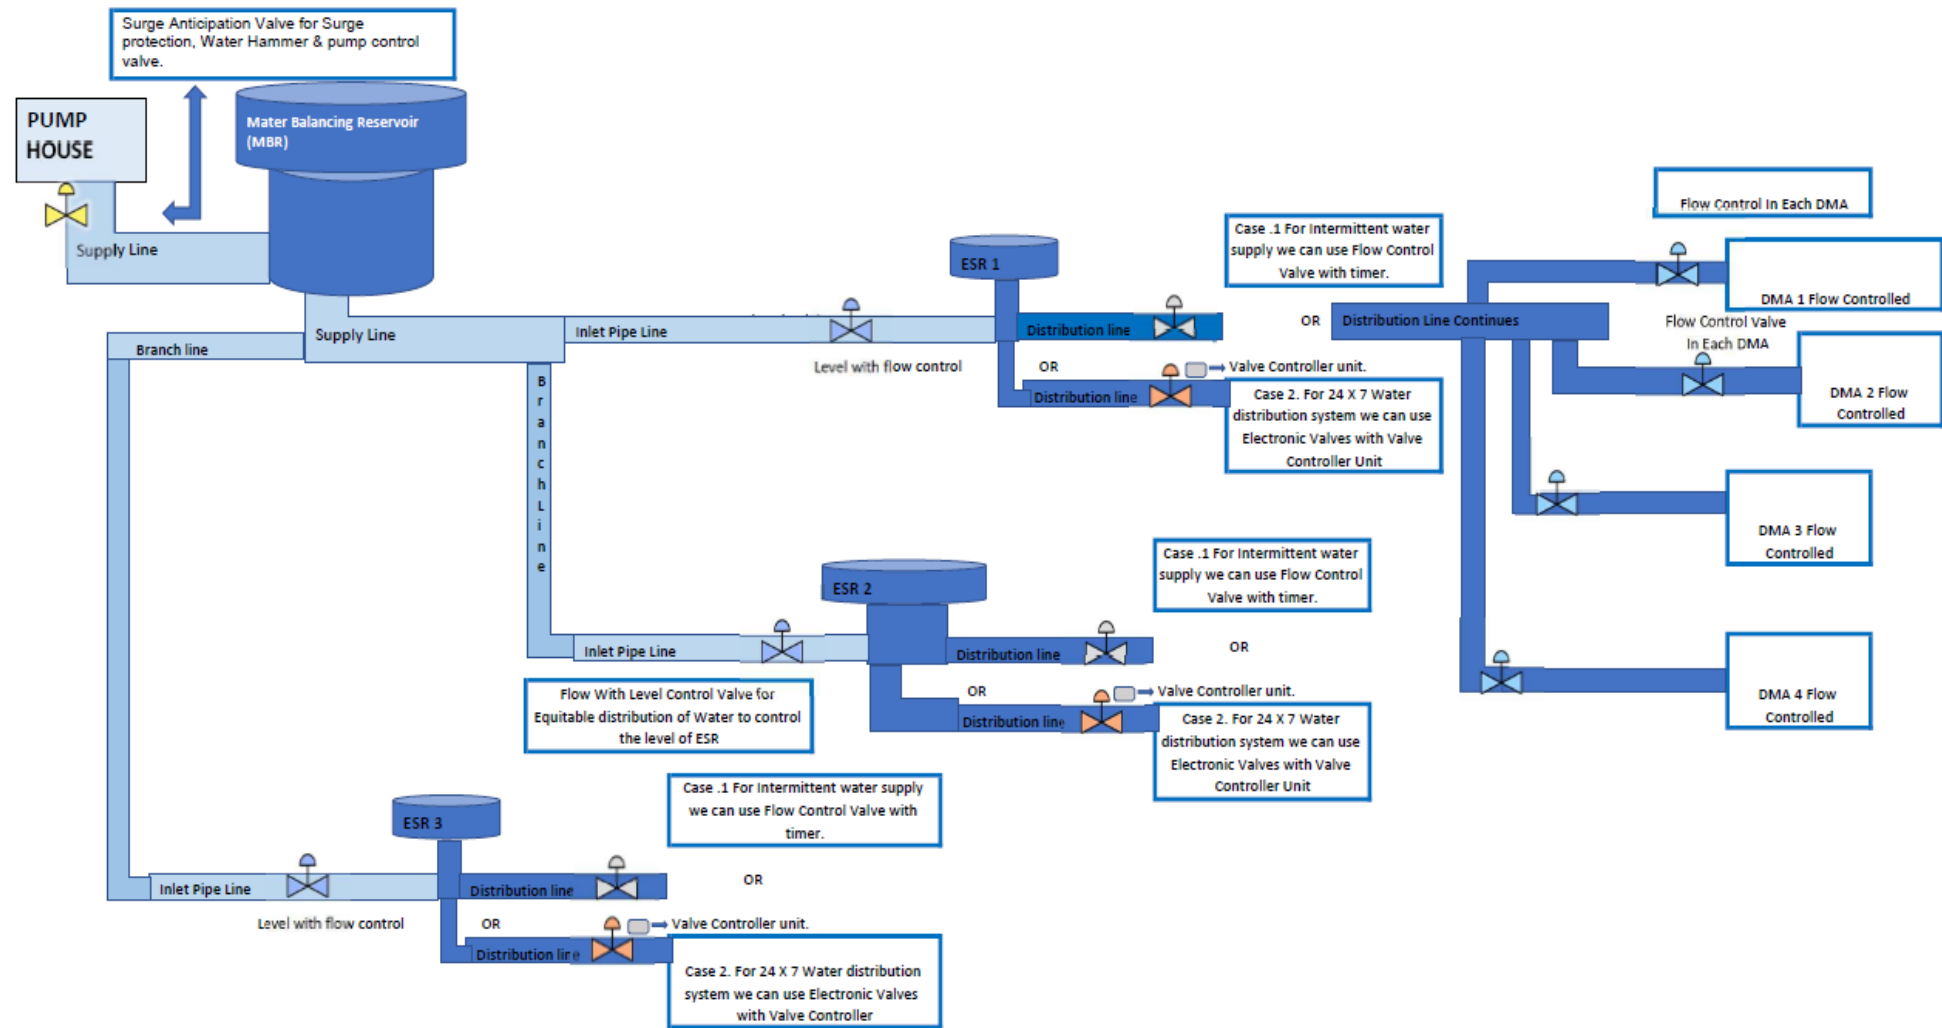 Surge Anticipation Valve for Surge
protection, Water Hammer & pump control
valve.
PUMP
HOUSE
Mater Balancing Reservoir
(MBR)
Supply Line
Supply Line
Branch line
Inlet Pipe Line
Level with flow control
ESR 1
Distribution line
OR
Distribution line
Valve Controller unit.
Case .1 For Intermittent water
supply we can use Flow Control
Valve with timer.
Case 2. For 24 X 7 Water
distribution system we can use
Electronic Valves with Valve
Controller Unit
OR
Distribution Line Continues
Flow Control In Each DMA
DMA 1 Flow Controlled
Flow Control Valve
In Each DMA
DMA 2 Flow
Controlled
DMA 3 Flow
Controlled
DMA 4 Flow
Controlled
Branch Line
Inlet Pipe Line
ESR 2
Flow With Level Control Valve for
Equitable distribution of Water to control
the level of ESR
Distribution line
OR
Distribution line
Valve Controller unit.
Case .1 For Intermittent water
supply we can use Flow Control
Valve with timer.
OR
Case 2. For 24 X 7 Water
distribution system we can use
Electronic Valves with Valve
Controller Unit
ESR 3
Inlet Pipe Line
Level with flow control
Distribution line
OR
Distribution line
Valve Controller unit.
Case .1 For Intermittent water supply
we can use Flow Control Valve with
timer.
OR
Case 2. For 24 X 7 Water distribution
system we can use Electronic Valves
with Valve Controller